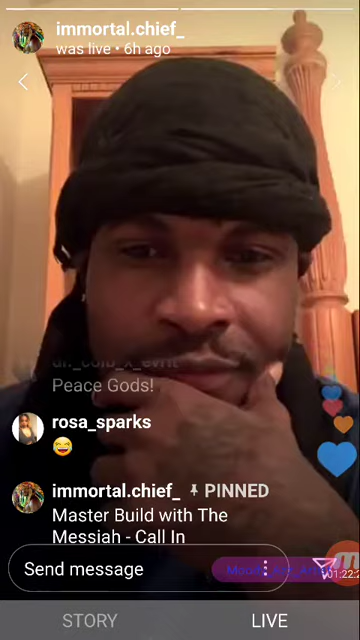 immortal.chief_
was live • 6h ago
Peace Gods!
rosa_sparks
immortal.chief_ PINNED
Master Build with The
Messiah - Call In
Send message
STORY LIVE